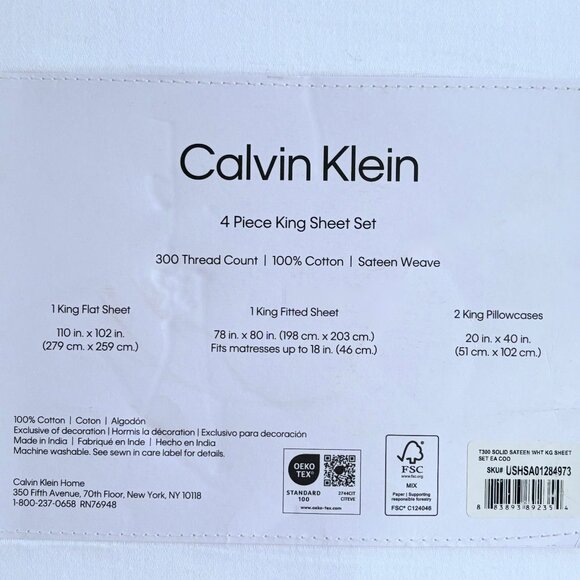 Calvin Klein
4 Piece King Sheet Set
300 Thread Count | 100% Cotton | Sateen Weave
1 King Flat Sheet
110 in. x 102 in.
(279 cm. x 259 cm.)
1 King Fitted Sheet
78 in. x 80 in. (198 cm. x 203 cm.)
Fits matresses up to 18 in. (46 cm.)
2 King Pillowcases
20 in. x 40 in.
(51 cm. x 102 cm.)
100% Cotton | Coton | Algodón
Exclusive of decoration | Hormis la décoration | Exclusivo para decoración
Made in India | Fabriqué en Inde | Hecho en India
Machine washable. See sewn in care label for details.
Calvin Klein Home
350 Fifth Avenue, 70th Floor, New York, NY 10118
1-800-237-0658 RN76948
OEKO
TEX®
STANDARD
100
2744CIT
CITEVE
www.oeko-tex.com
FSC
MIX
Paper | Supporting
responsible forestry
FSC® C124046
T300 SOLID SATEEN WHT KG SHEET
SET EA COO
SKU# USHSA01284973
8 83893 89235 4